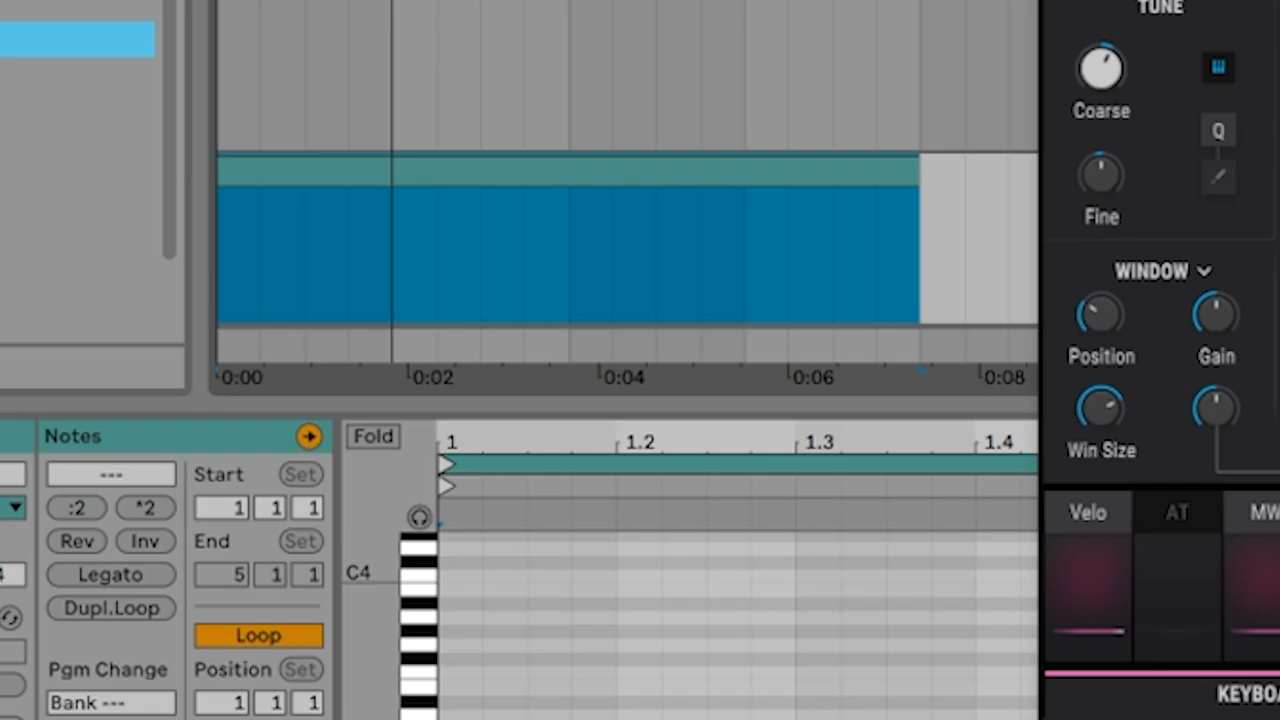 TUNE
Coarse
Q
Fine
WINDOW
Position
Gain
0:00
0:02
0:04
0:06
0:08
Notes
Fold
1
1.2
1.3
1.4
Win Size
---
Start
Set
:2
*2
1
1
1
Velo
AT
Rev
Inv
End
Set
Legato
5
1
1
C4
Dupl.Loop
Loop
Pgm Change
Position
Set
Bank ---
1
1
1